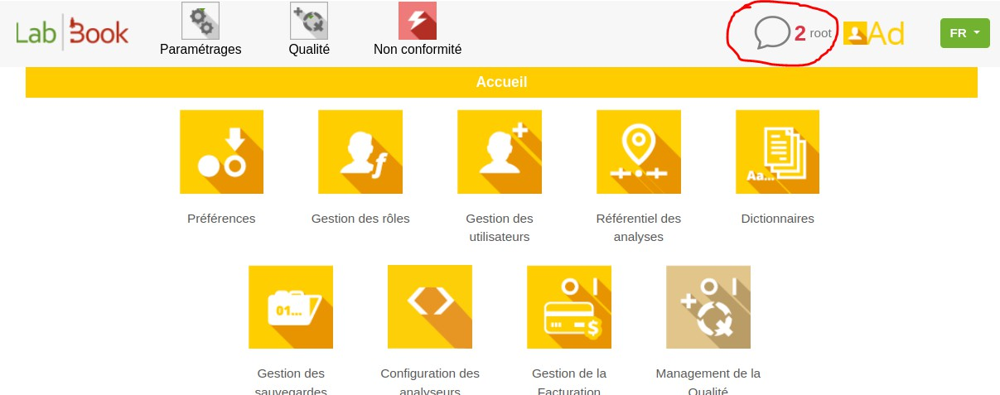 Lab Book
Paramétrages
Qualité
Non conformité
2 root
Ad
FR
Accueil
Aa...
Préférences
Gestion des rôles
Gestion des
utilisateurs
Référentiel des
analyses
Dictionnaires
01...
Gestion des
sauvegardes
Configuration des
analyseurs
Gestion de la
Facturation
Management de la
Qualité